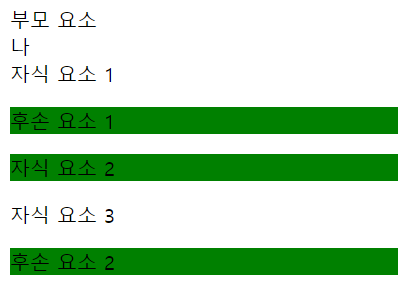 부모 요소
나
자식 요소 1
후손 요소 1
자식 요소 2
자식 요소 3
후손 요소 2